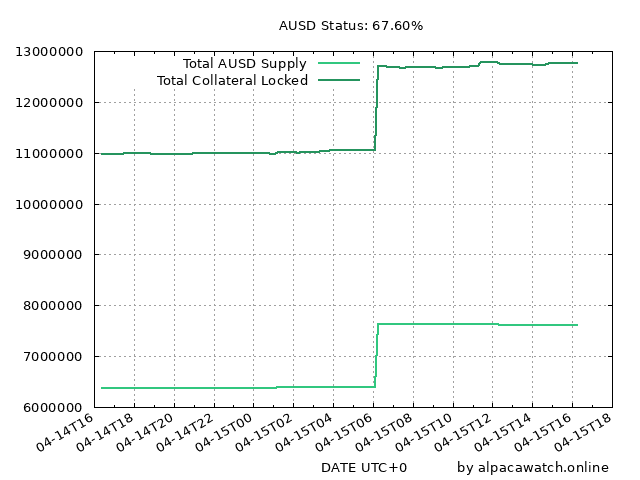 AUSD Status: 67.60%
13000000
12000000
11000000
10000000
9000000
8000000
7000000
6000000
Total AUSD Supply
Total Collateral Locked
04-14T16
04-14T18
04-14T20
04-14T22
04-15T00
04-15T02
04-15T04
04-15T06
04-15T08
04-15T10
04-15T12
04-15T14
04-15T16
04-15T18
DATE UTC+0
by alpacawatch.online